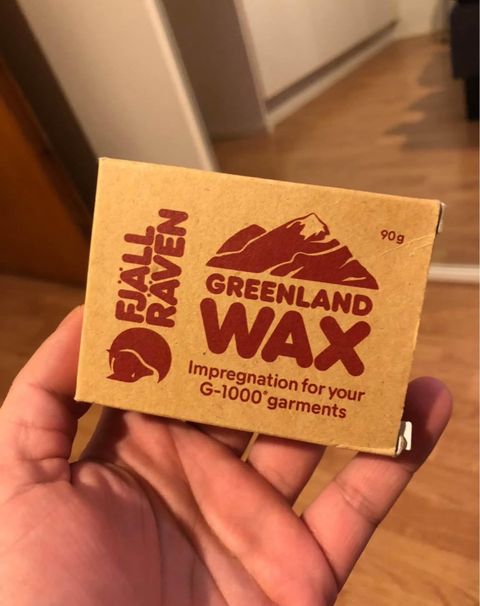 FJÄLL
RÄVEN
90g
GREENLAND
WAX
Impregnation for your
G-1000® garments